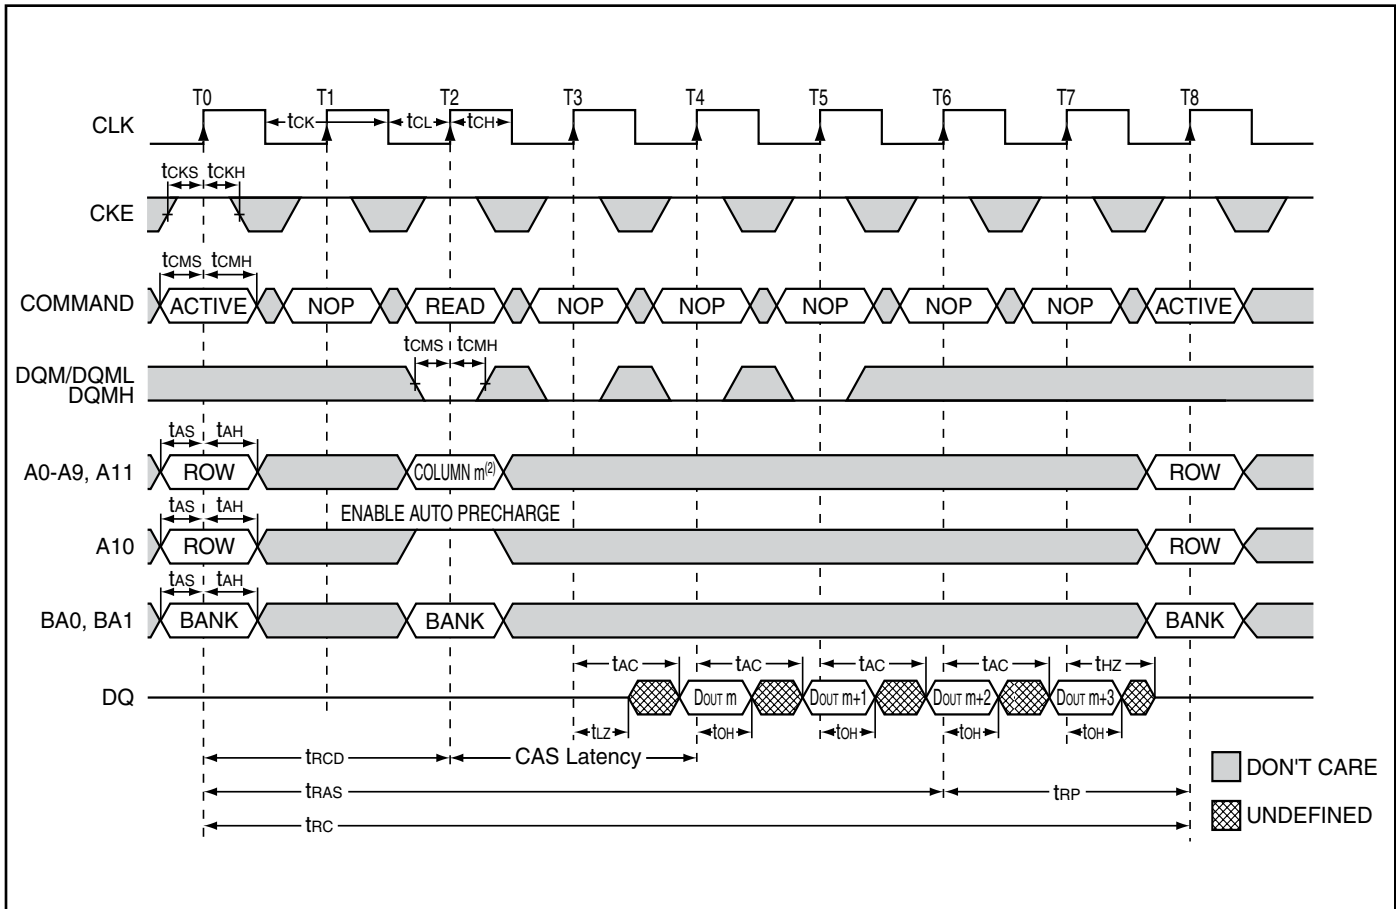 T0 T1 T2 T3 T4 T5 T6 T7 T8
CLK tCK tCL tCH
tCKS tCKH
CKE
tCMS tCMH
COMMAND ACTIVE NOP READ NOP NOP NOP NOP NOP ACTIVE
tCMS tCMH
DQM/DQML
DQMH
tAS tAH
A0-A9, A11 ROW COLUMN m(2) ROW
tAS tAH ENABLE AUTO PRECHARGE
A10 ROW ROW
tAS tAH
BA0, BA1 BANK BANK BANK
tAC tAC tAC tAC tHZ
DQ DOUT m DOUT m+1 DOUT m+2 DOUT m+3
tLZ tOH tOH tOH tOH
tRCD CAS Latency
DON'T CARE
tRAS tRP
UNDEFINED
tRC